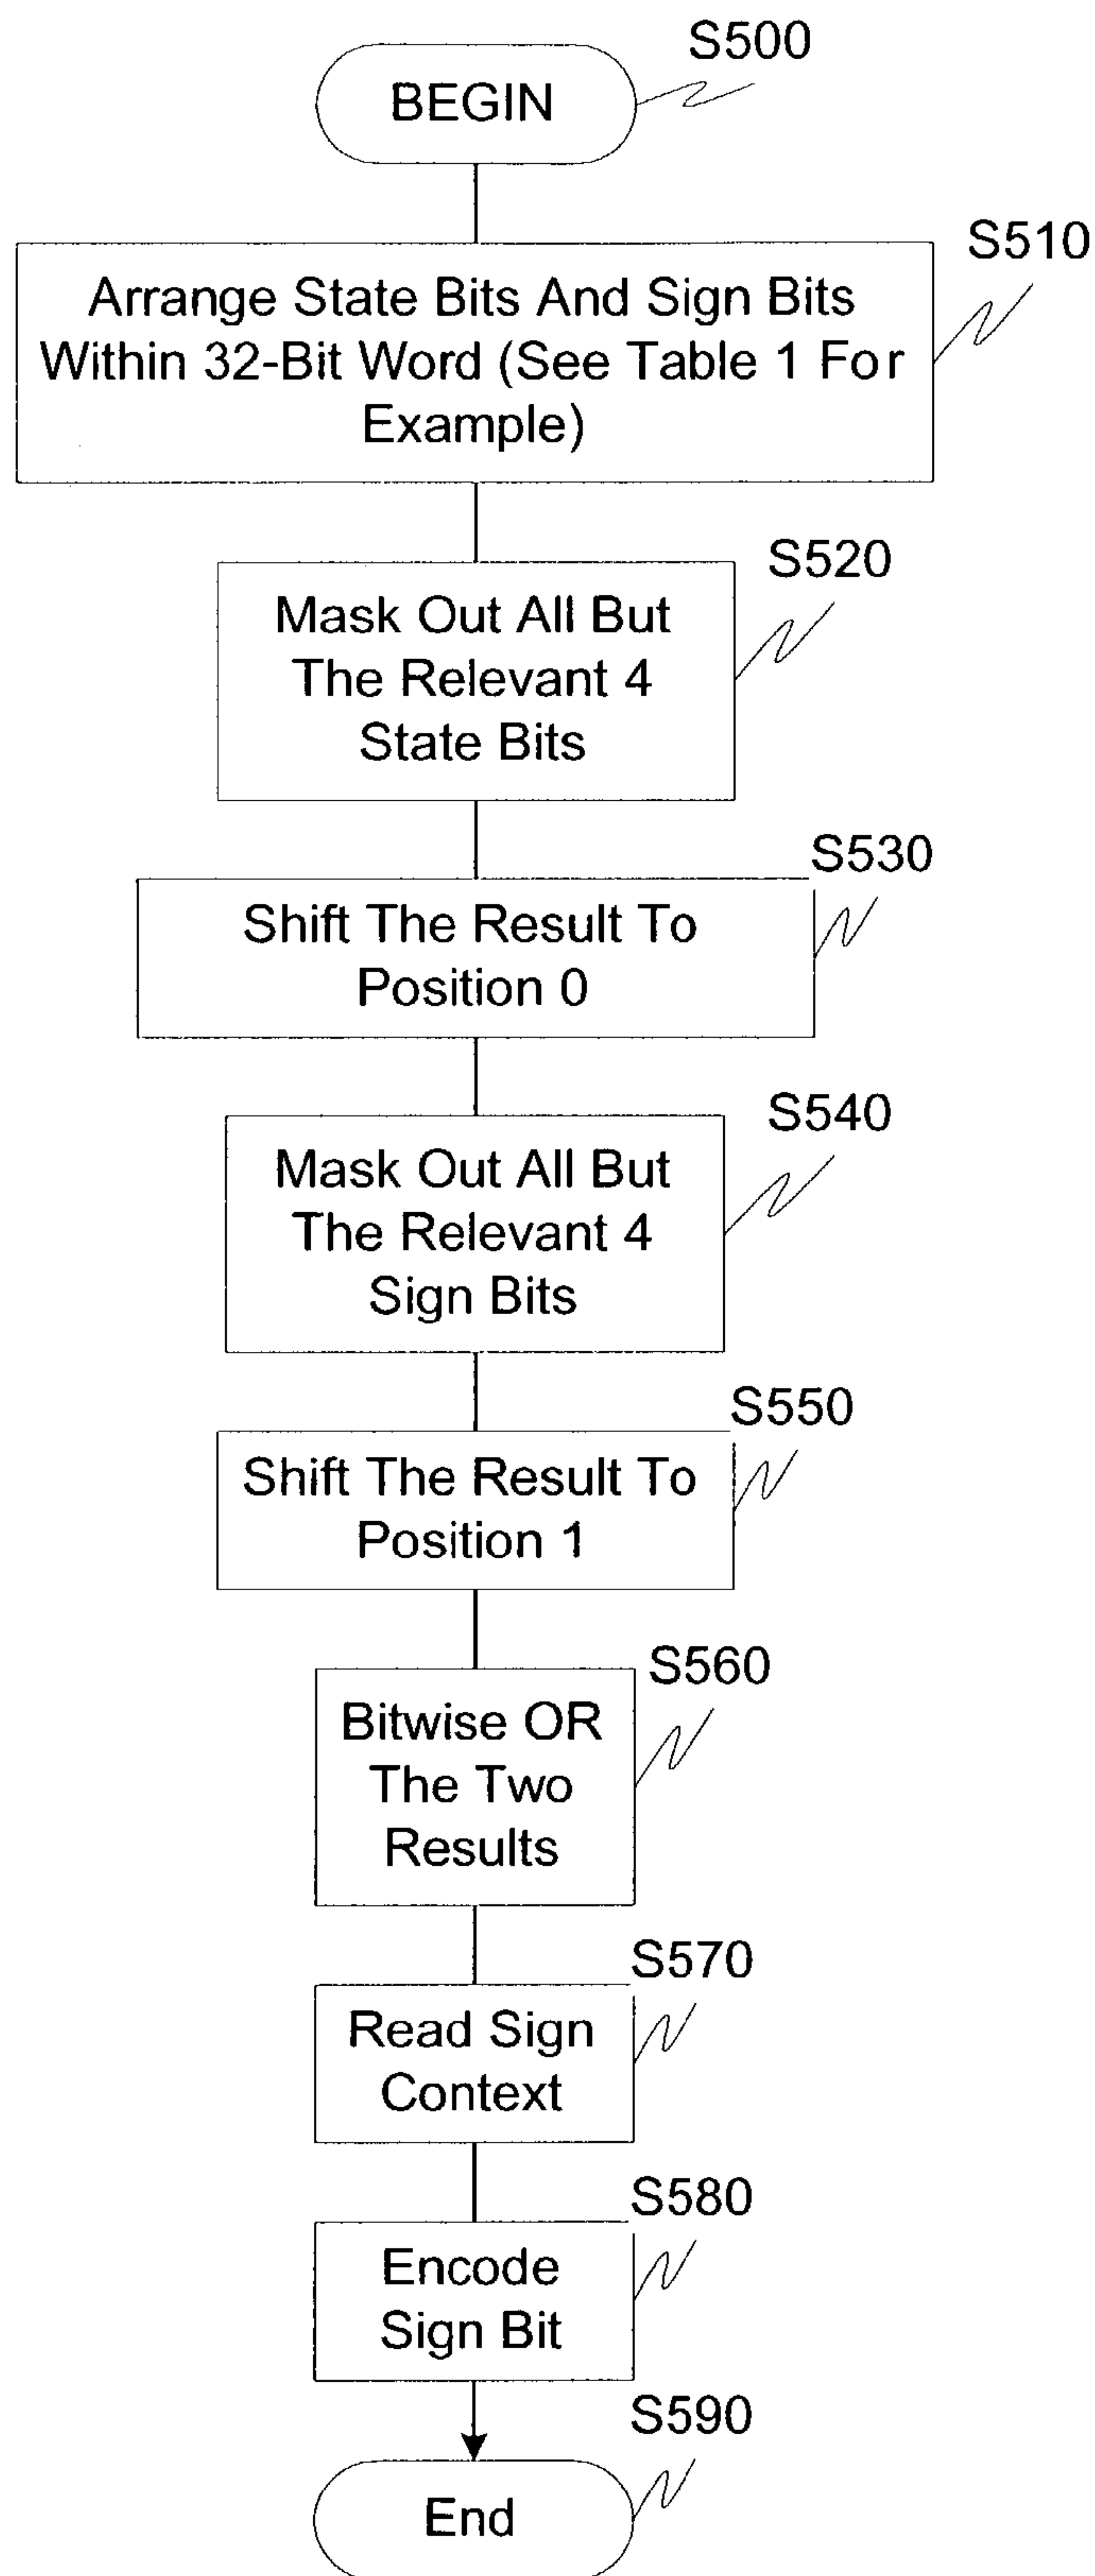 S500
BEGIN
S510
Arrange State Bits And Sign Bits
Within 32-Bit Word (See Table 1 For
Example)
S520
Mask Out All But
The Relevant 4
State Bits
S530
Shift The Result To
Position 0
S540
Mask Out All But
The Relevant 4
Sign Bits
S550
Shift The Result To
Position 1
S560
Bitwise OR
The Two
Results
S570
Read Sign
Context
S580
Encode
Sign Bit
S590
End